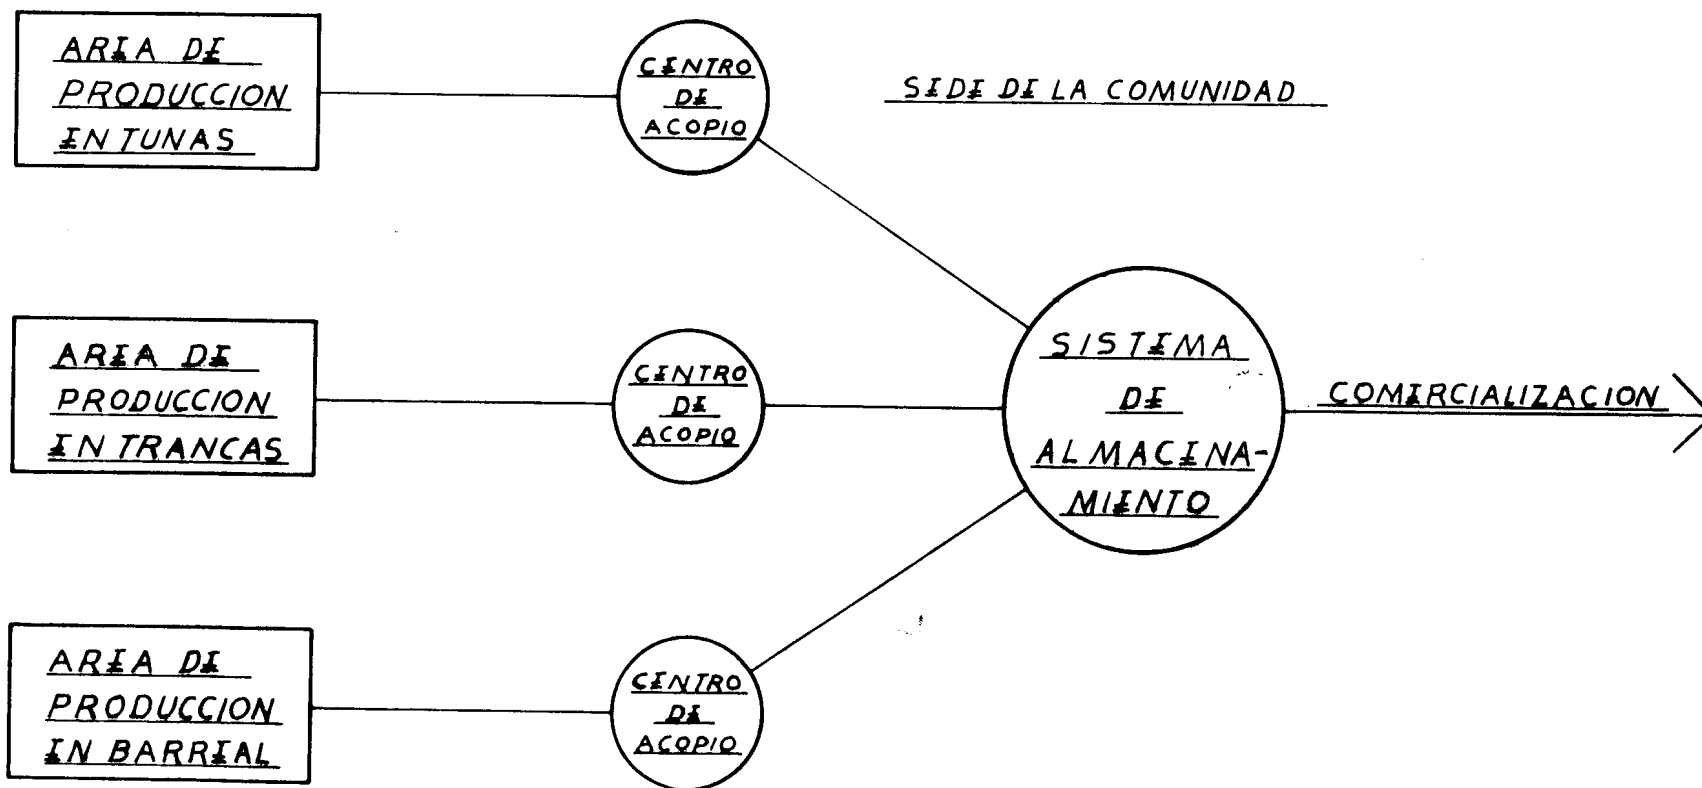 AREA DE
PRODUCCION
EN TUNAS
CENTRO
DE
ACOPIO
SEDE DE LA COMUNIDAD
AREA DE
PRODUCCION
EN TRANCAS
CENTRO
DE
ACOPIO
SISTEMA
DE
ALMACENA-
MIENTO
COMERCIALIZACION
AREA DE
PRODUCCION
EN BARREAL
CENTRO
DE
ACOPIO